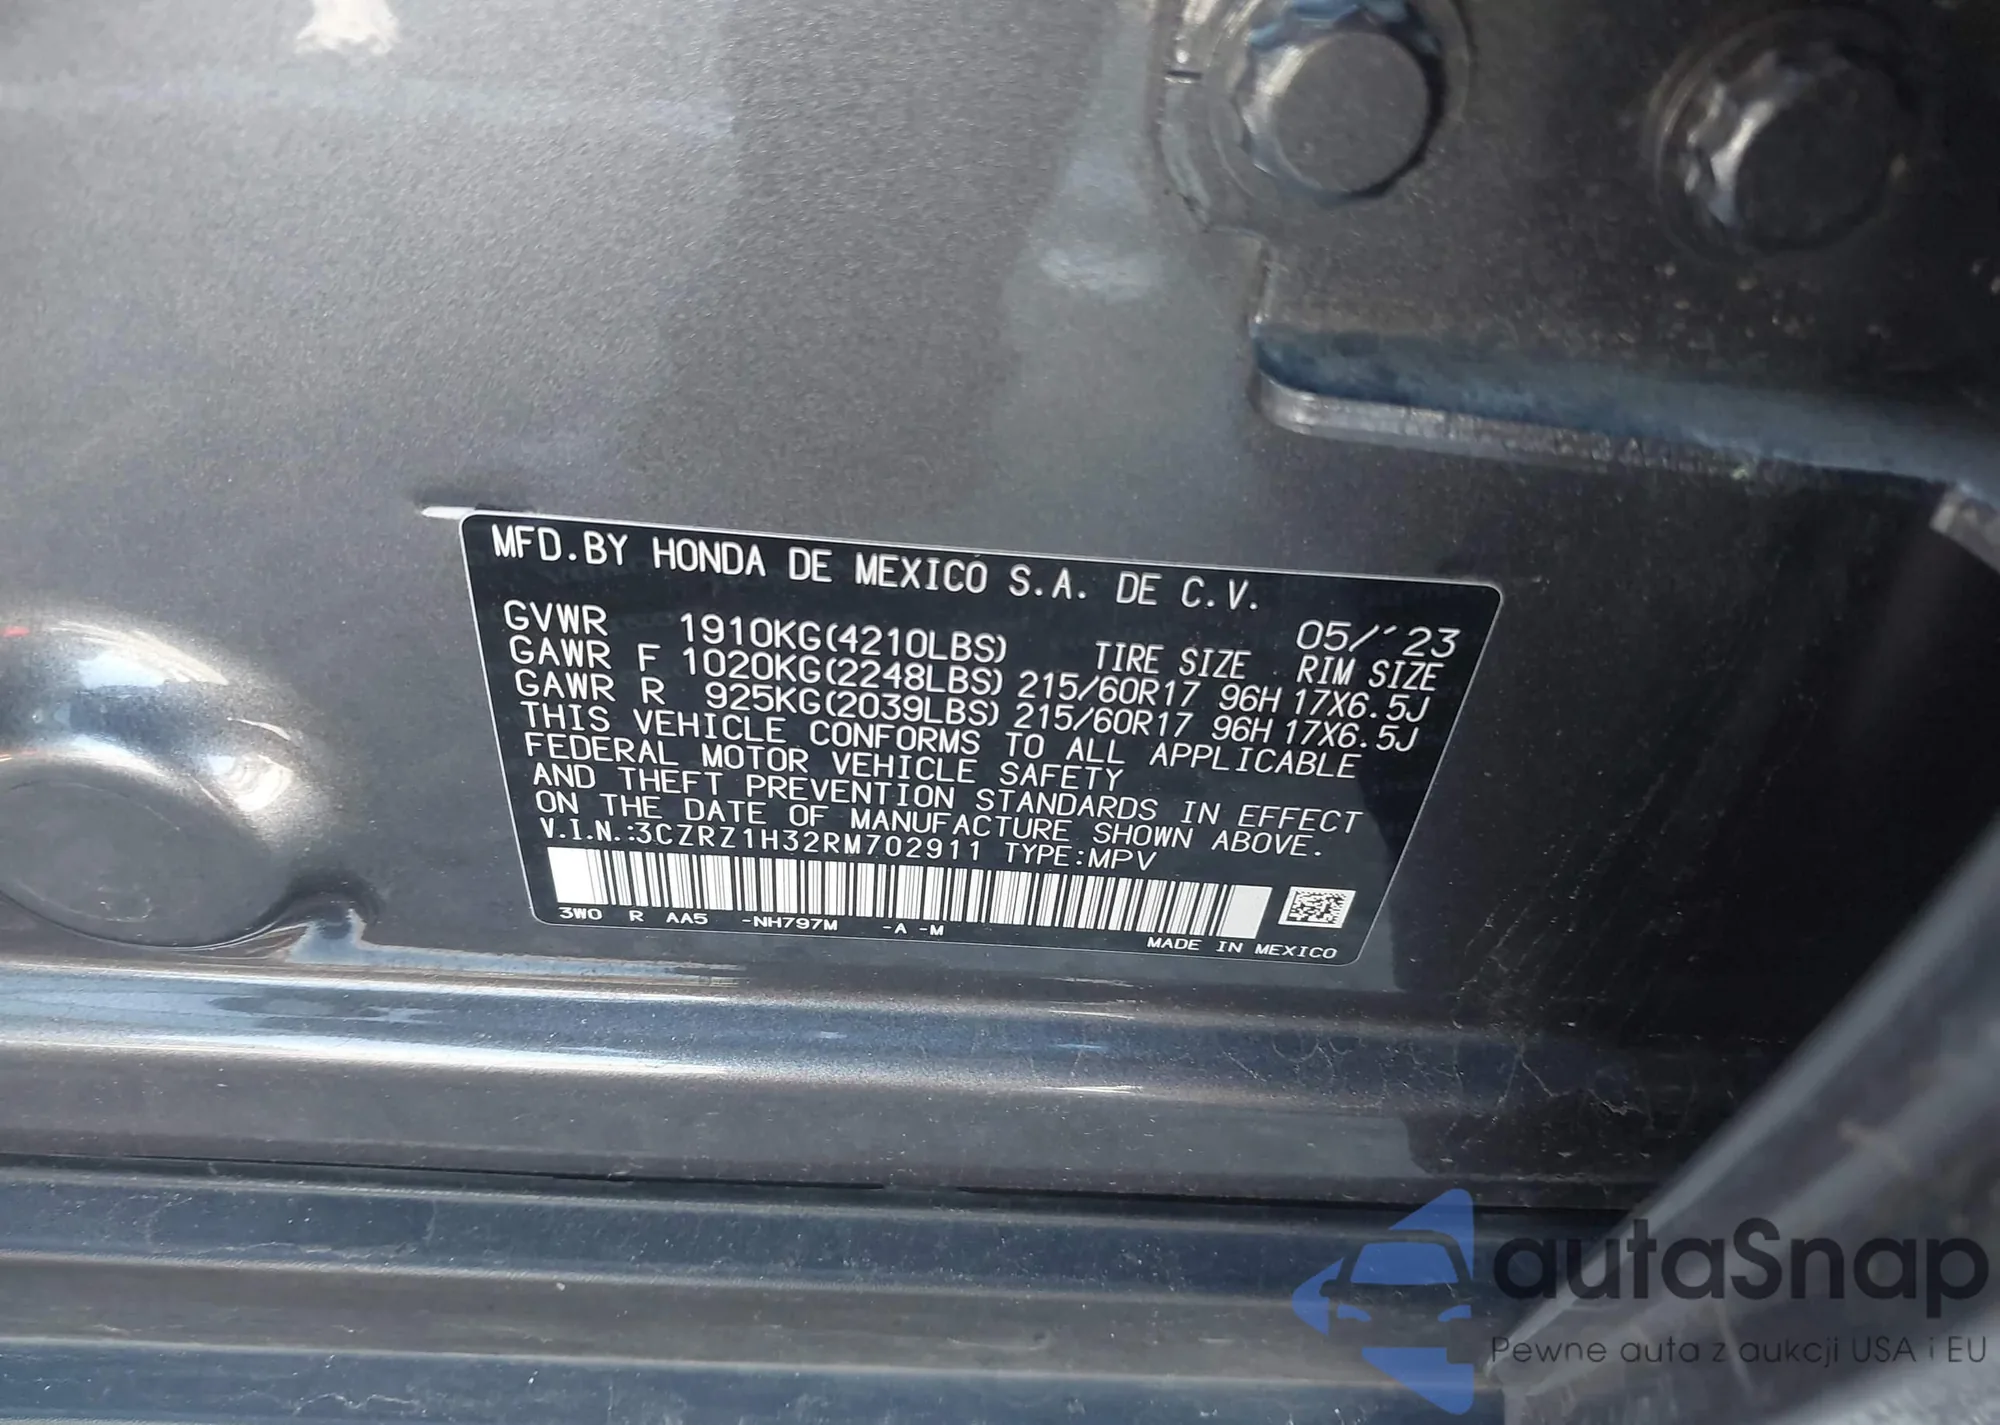 MFD.BY HONDA DE MEXICO S.A. DE C.V.
GVWR 1910KG(4210LBS) 05/'23
TIRE SIZE RIM SIZE
GAWR F 1020KG(2248LBS) 215/60R17 96H 17X6.5J
GAWR R 925KG(2039LBS) 215/60R17 96H 17X6.5J
THIS VEHICLE CONFORMS TO ALL APPLICABLE
FEDERAL MOTOR VEHICLE SAFETY
AND THEFT PREVENTION STANDARDS IN EFFECT
ON THE DATE OF MANUFACTURE SHOWN ABOVE.
V.I.N.:3CZRZ1H32RM702911 TYPE:MPV
3W0 R AA5 -NH797M -A -M
MADE IN MEXICO
autaSnap
Pewne auta z aukcji USA i EU